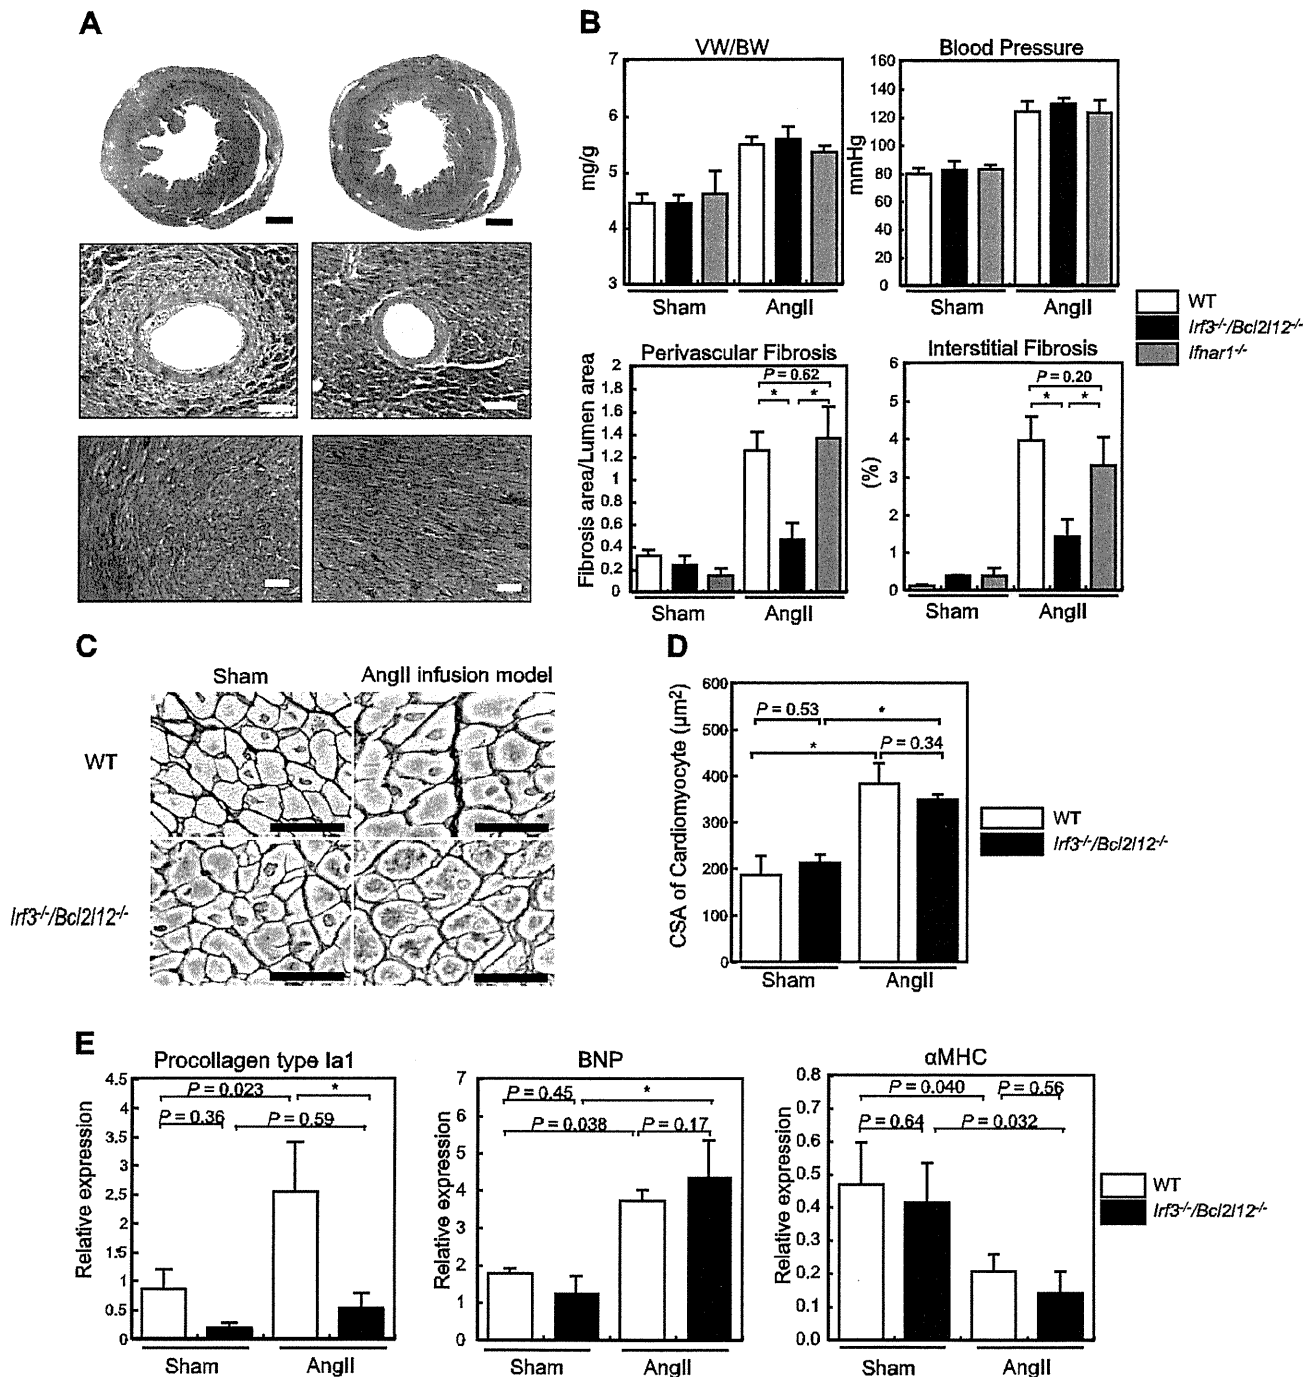 A
B
VW/BW
mg/g
7
6
5
4
3
Sham
AngII
Blood Pressure
mmHg
160
140
120
100
80
60
40
20
0
Sham
AngII
WT
Irf3-/-/Bcl2l12-/-
Ifnar1-/-
Perivascular Fibrosis
Fibrosis area/Lumen area
2
1.8
1.6
1.4
1.2
1
0.8
0.6
0.4
0.2
0
P = 0.62
* *
Sham
AngII
Interstitial Fibrosis
(%)
6
5
4
3
2
1
0
P = 0.20
* *
Sham
AngII
C
Sham
AngII infusion model
WT
Irf3-/-/Bcl2l12-/-
D
CSA of Cardiomyocyte (μm2)
600
500
400
300
200
100
0
P = 0.53
*
*
P = 0.34
Sham
AngII
WT
Irf3-/-/Bcl2l12-/-
E
Procollagen type Ia1
Relative expression
4.5
4
3.5
3
2.5
2
1.5
1
0.5
0
P = 0.023
*
P = 0.36
P = 0.59
Sham
AngII
BNP
Relative expression
7
6
5
4
3
2
1
0
P = 0.45
*
P = 0.038
P = 0.17
Sham
AngII
αMHC
Relative expression
0.8
0.7
0.6
0.5
0.4
0.3
0.2
0.1
0.0
P = 0.040
P = 0.56
P = 0.64
P = 0.032
Sham
AngII
WT
Irf3-/-/Bcl2l12-/-